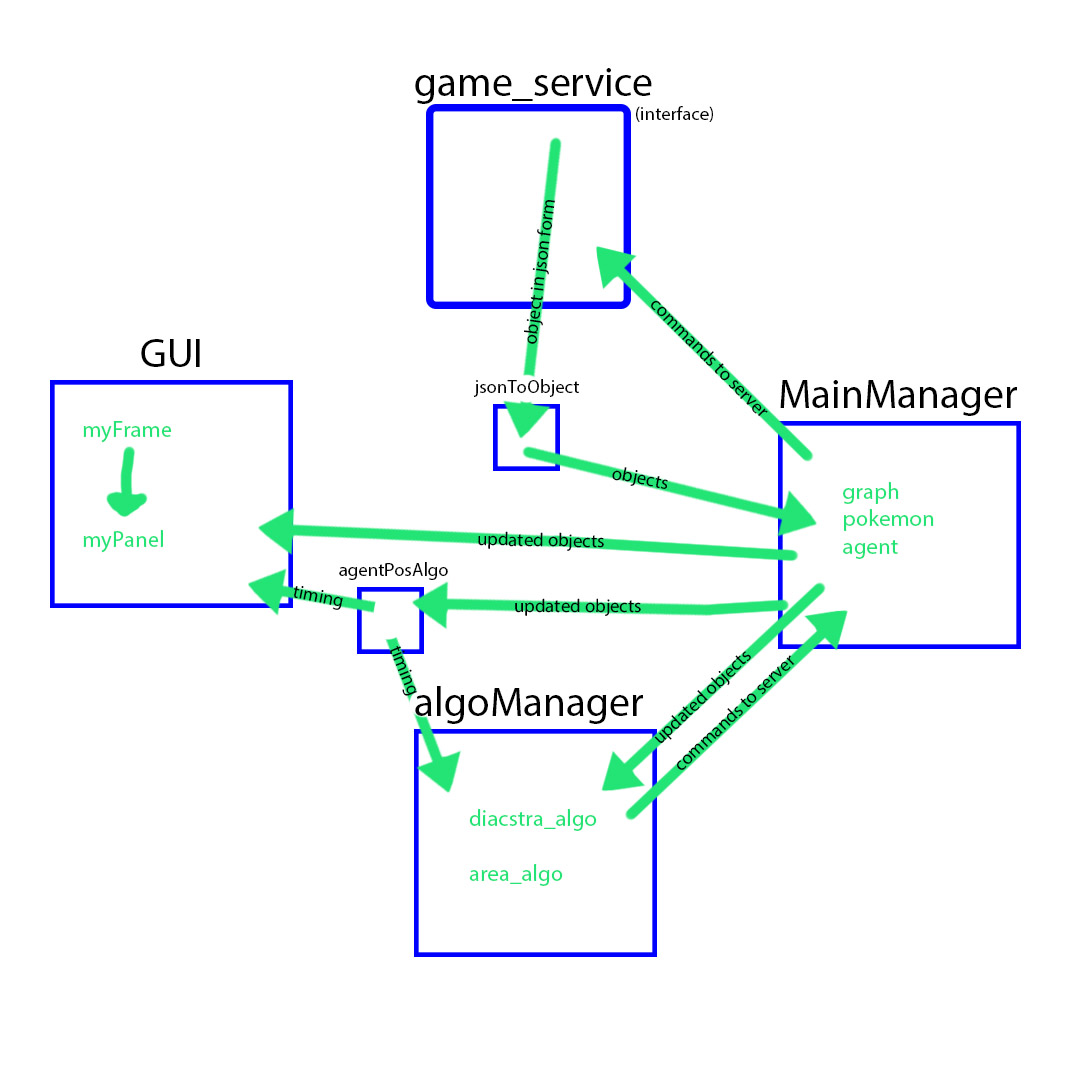 game_service
(interface)
object in json form
commands to server
GUI
jsonToObject
MainManager
myFrame
objects
graph
pokemon
agent
myPanel
updated objects
agentPosAlgo
timing
updated objects
timing
updated objects
commands to server
algoManager
diacstra_algo
area_algo